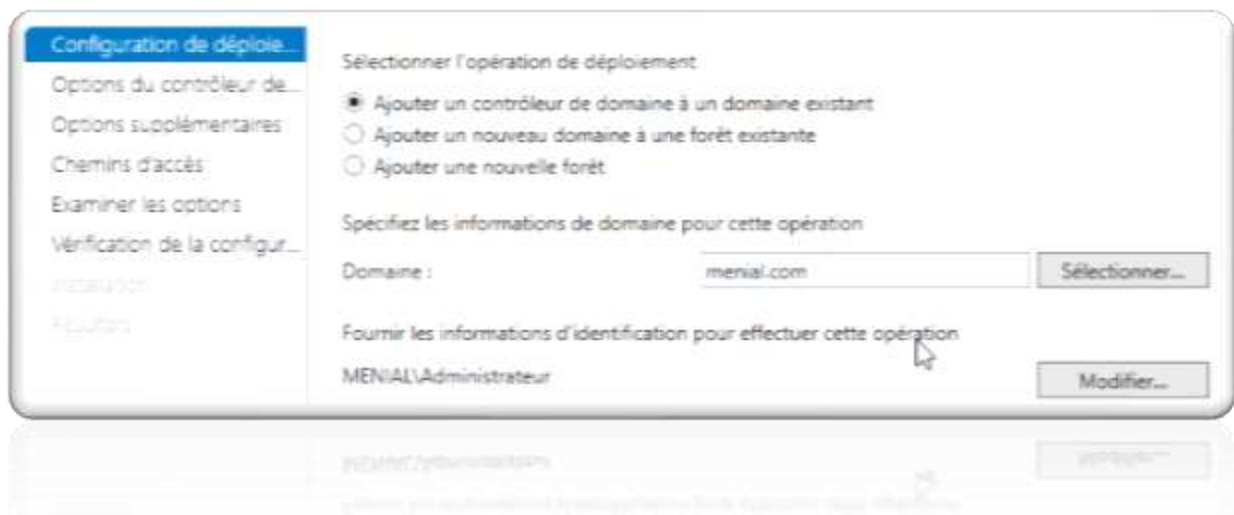 Configuration de déploie...
Options du contrôleur de...
Options supplémentaires
Chemins d'accès
Examiner les options
Vérification de la configur...
Installation
Résultats
Sélectionner l'opération de déploiement
Ajouter un contrôleur de domaine à un domaine existant
Ajouter un nouveau domaine à une forêt existante
Ajouter une nouvelle forêt
Spécifiez les informations de domaine pour cette opération
Domaine :
menial.com
Sélectionner...
Fournir les informations d'identification pour effectuer cette opération
MENIAL\Administrateur
Modifier...